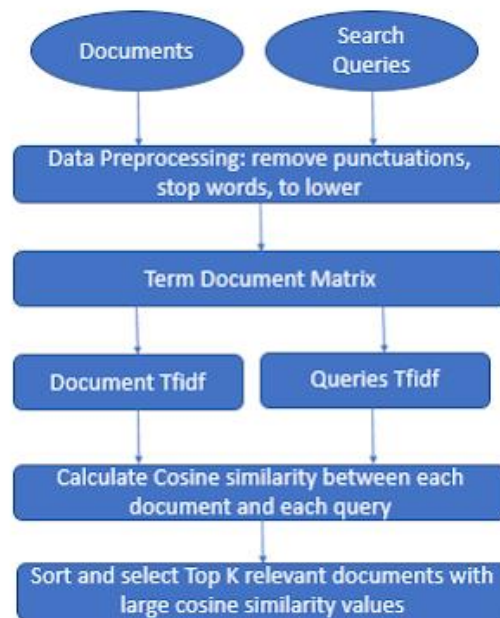 Documents
Search
Queries
Data Preprocessing: remove punctuations,
stop words, to lower
Term Document Matrix
Document Tfidf
Queries Tfidf
Calculate Cosine similarity between each
document and each query
Sort and select Top K relevant documents with
large cosine similarity values